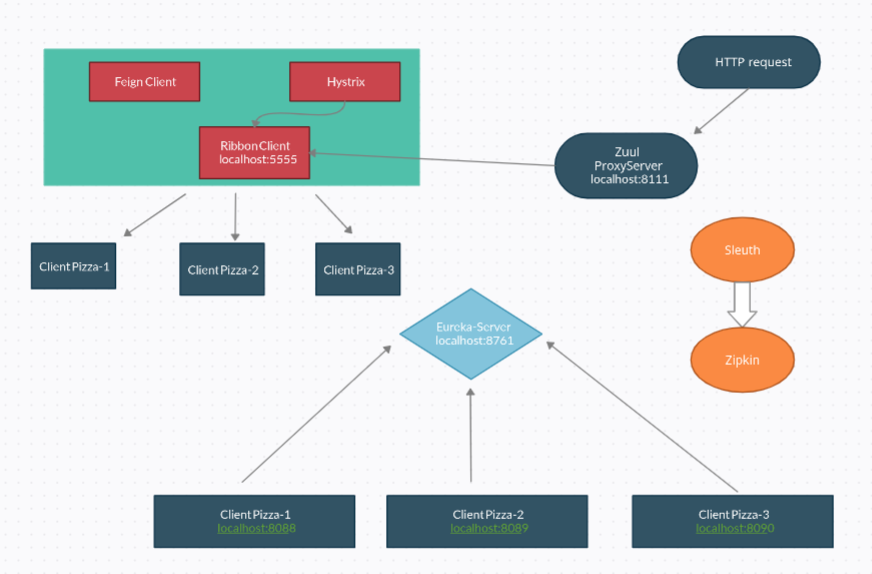 HTTP request
Feign Client
Hystrix
Ribbon Client
localhost:5555
Zuul
ProxyServer
localhost:8111
Client Pizza-1
Client Pizza-2
Client Pizza-3
Sleuth
Eureka-Server
localhost:8761
Zipkin
Client Pizza-1
localhost:8088
Client Pizza-2
localhost:8089
Client Pizza-3
localhost:8090